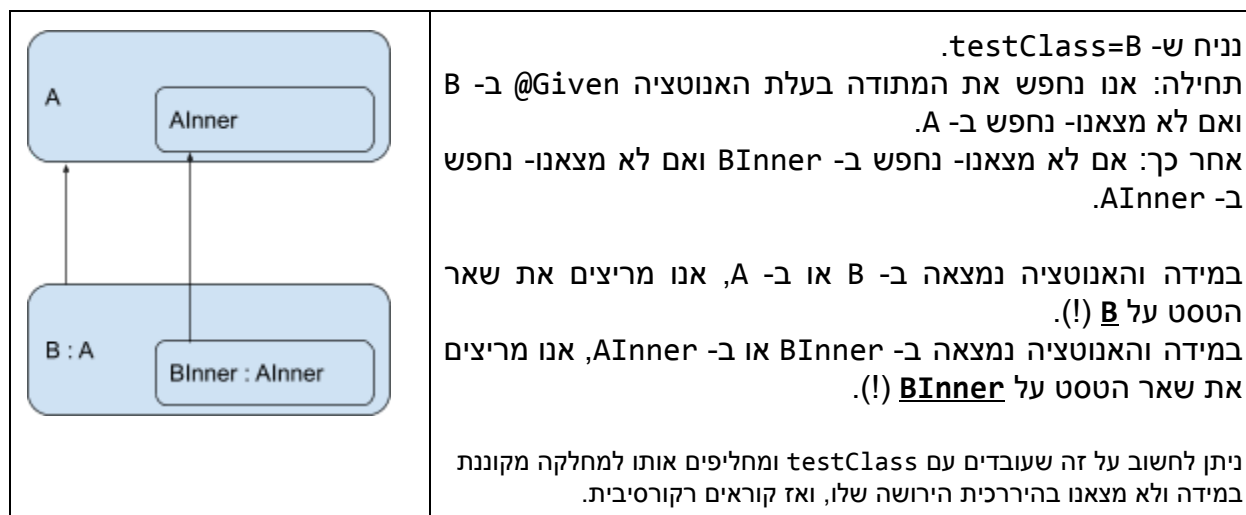 A
AInner
B : A
BInner : AInner
נניח ש- testClass=B.
תחילה: אנו נחפש את המתודה בעלת האנוטציה @Given ב- B
ואם לא מצאנו- נחפש ב- A.
אחר כך: אם לא מצאנו- נחפש ב- BInner ואם לא מצאנו- נחפש
ב- AInner.
במידה והאנוטציה נמצאה ב- B או ב- A, אנו מריצים את שאר
הטסט על B (!).
במידה והאנוטציה נמצאה ב- BInner או ב- AInner, אנו מריצים
את שאר הטסט על BInner (!).
ניתן לחשוב על זה שעובדים עם testClass ומחליפים אותו למחלקה מקוננת
במידה ולא מצאנו בהיררכית הירושה שלו, ואז קוראים רקורסיבית.